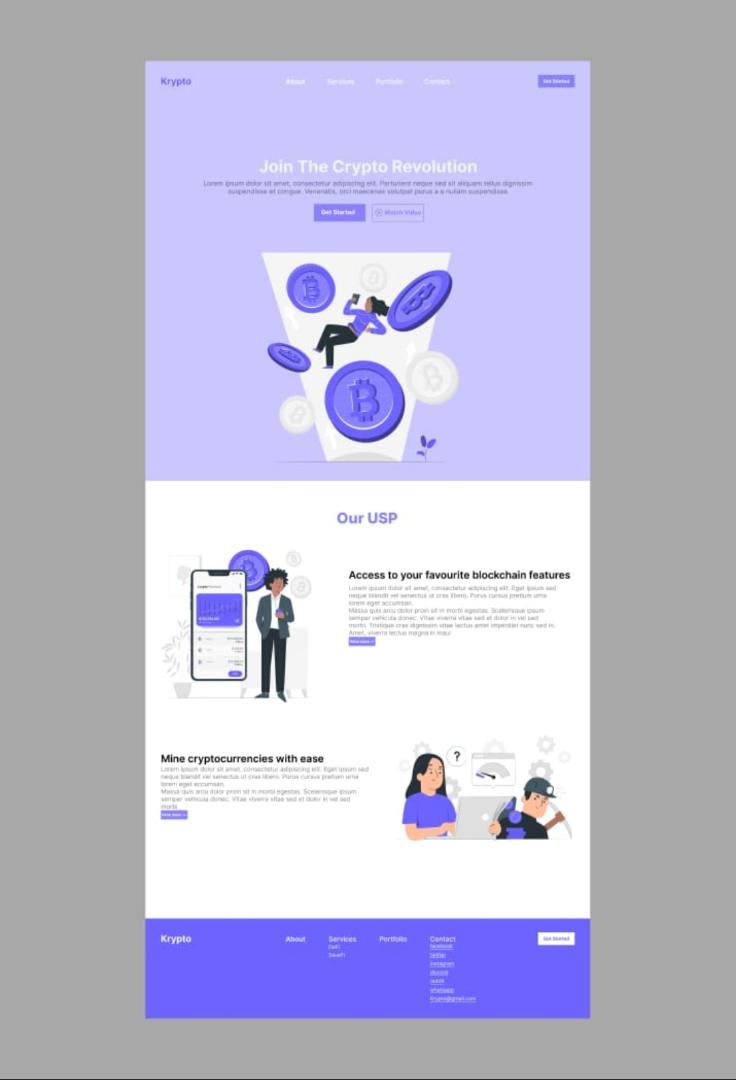 Krypto
About
Services
Portfolio
Contact
Get Started
Join The Crypto Revolution
Lorem ipsum dolor sit amet, consectetur adipiscing elit. Parturient neque sed sit aliquam tellus dignissim
suspendisse et congue. Venenatis, orci maecenas volutpat purus a a nullam suspendisse
Get Started
Watch Video
Our USP
Access to your favourite blockchain features
Lorem ipsum dolor sit amet, consectetur adipiscing elit. Eget ipsum sed
neque blandit vel senectus ut cras libero. Purus cursus urna
lorem eget accumsan.
Massa quis arcu dolor proin sit in morbi egestas. Scelerisque ipsum
semper vehicula donec. Vitae viverra vitae sed et dolor in vel sed
morbi. Tristique cras dignissim vitae lectus amet imperdiet nunc sed in.
Amet, viverra lectus magna in maur
Mine cryptocurrencies with ease
Lorem ipsum dolor sit amet, consectetur adipiscing elit. Eget ipsum sed
neque blandit vel senectus ut cras libero. Purus cursus urna
lorem eget accumsan.
Massa quis arcu dolor proin sit in morbi egestas. Scelerisque ipsum
semper vehicula donec. Vitae viverra vitae sed et dolor in vel sed
morbi.
?
Krypto
About
Services
DeFi
Portfolio
Contact
facebook
twitter
instagram
discord
whatsapp
Krypto@gmail.com
Get Started